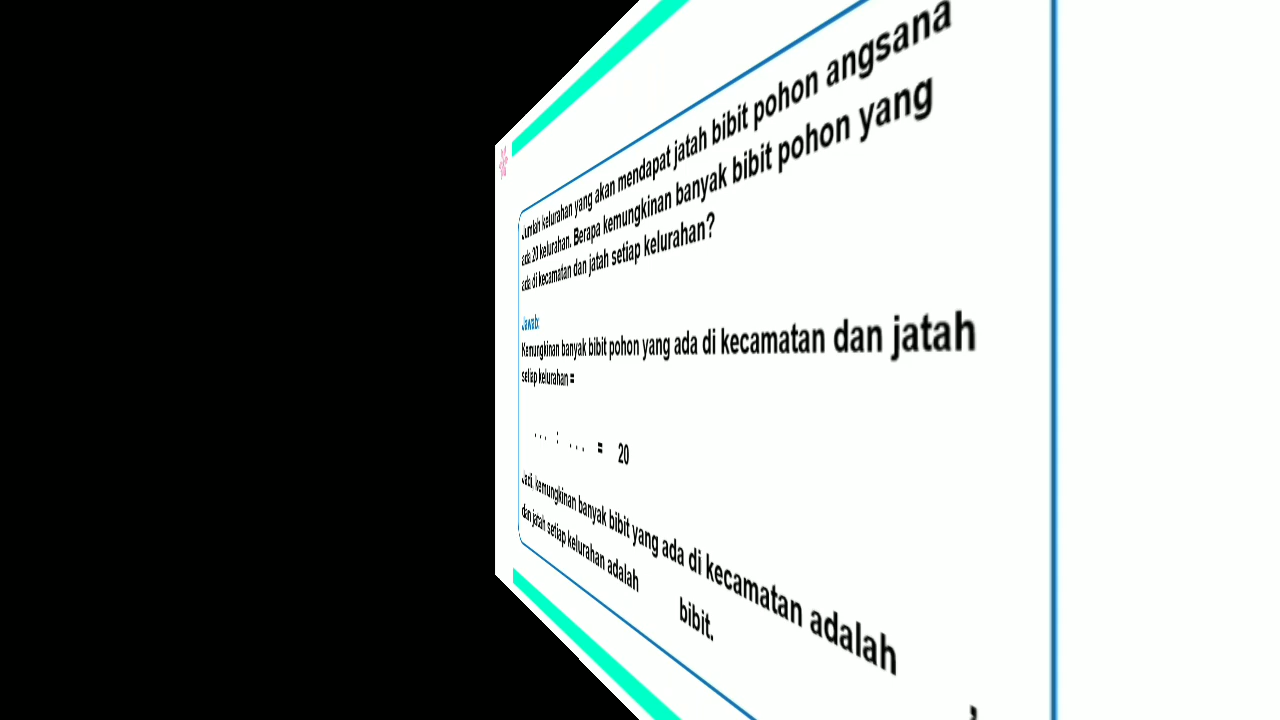 Jumlah kelurahan yang akan mendapat jatah bibit pohon angsana
ada 20 kelurahan. Berapa kemungkinan banyak bibit pohon yang
ada di kecamatan dan jatah setiap kelurahan?
Jawab:
Kemungkinan banyak bibit pohon yang ada di kecamatan dan jatah
setiap kelurahan =
... : ... = 20
Jadi, kemungkinan banyak bibit yang ada di kecamatan adalah ,
dan jatah setiap kelurahan adalah bibit.